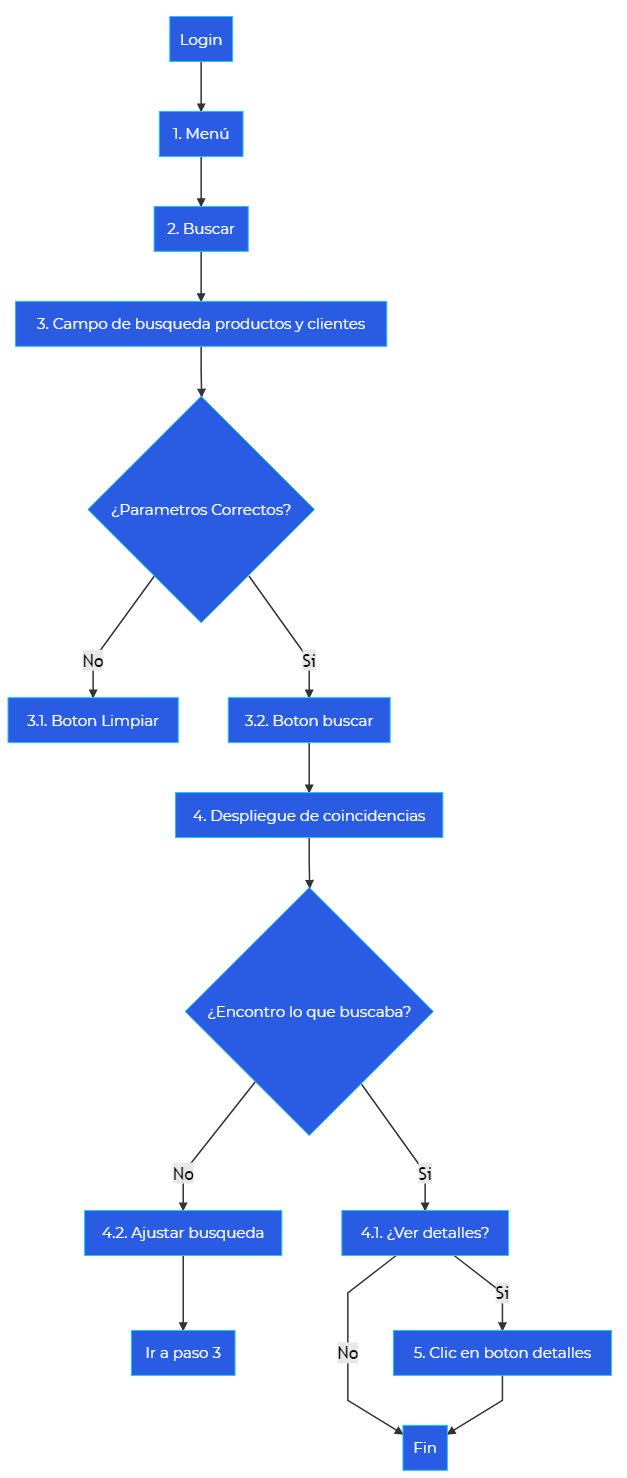 Login
1. Menú
2. Buscar
3. Campo de busqueda productos y clientes
¿Parametros Correctos?
No
Si
3.1. Boton Limpiar
3.2. Boton buscar
4. Despliegue de coincidencias
¿Encontro lo que buscaba?
No
Si
4.2. Ajustar busqueda
4.1. ¿Ver detalles?
Si
Ir a paso 3
No
5. Clic en boton detalles
Fin